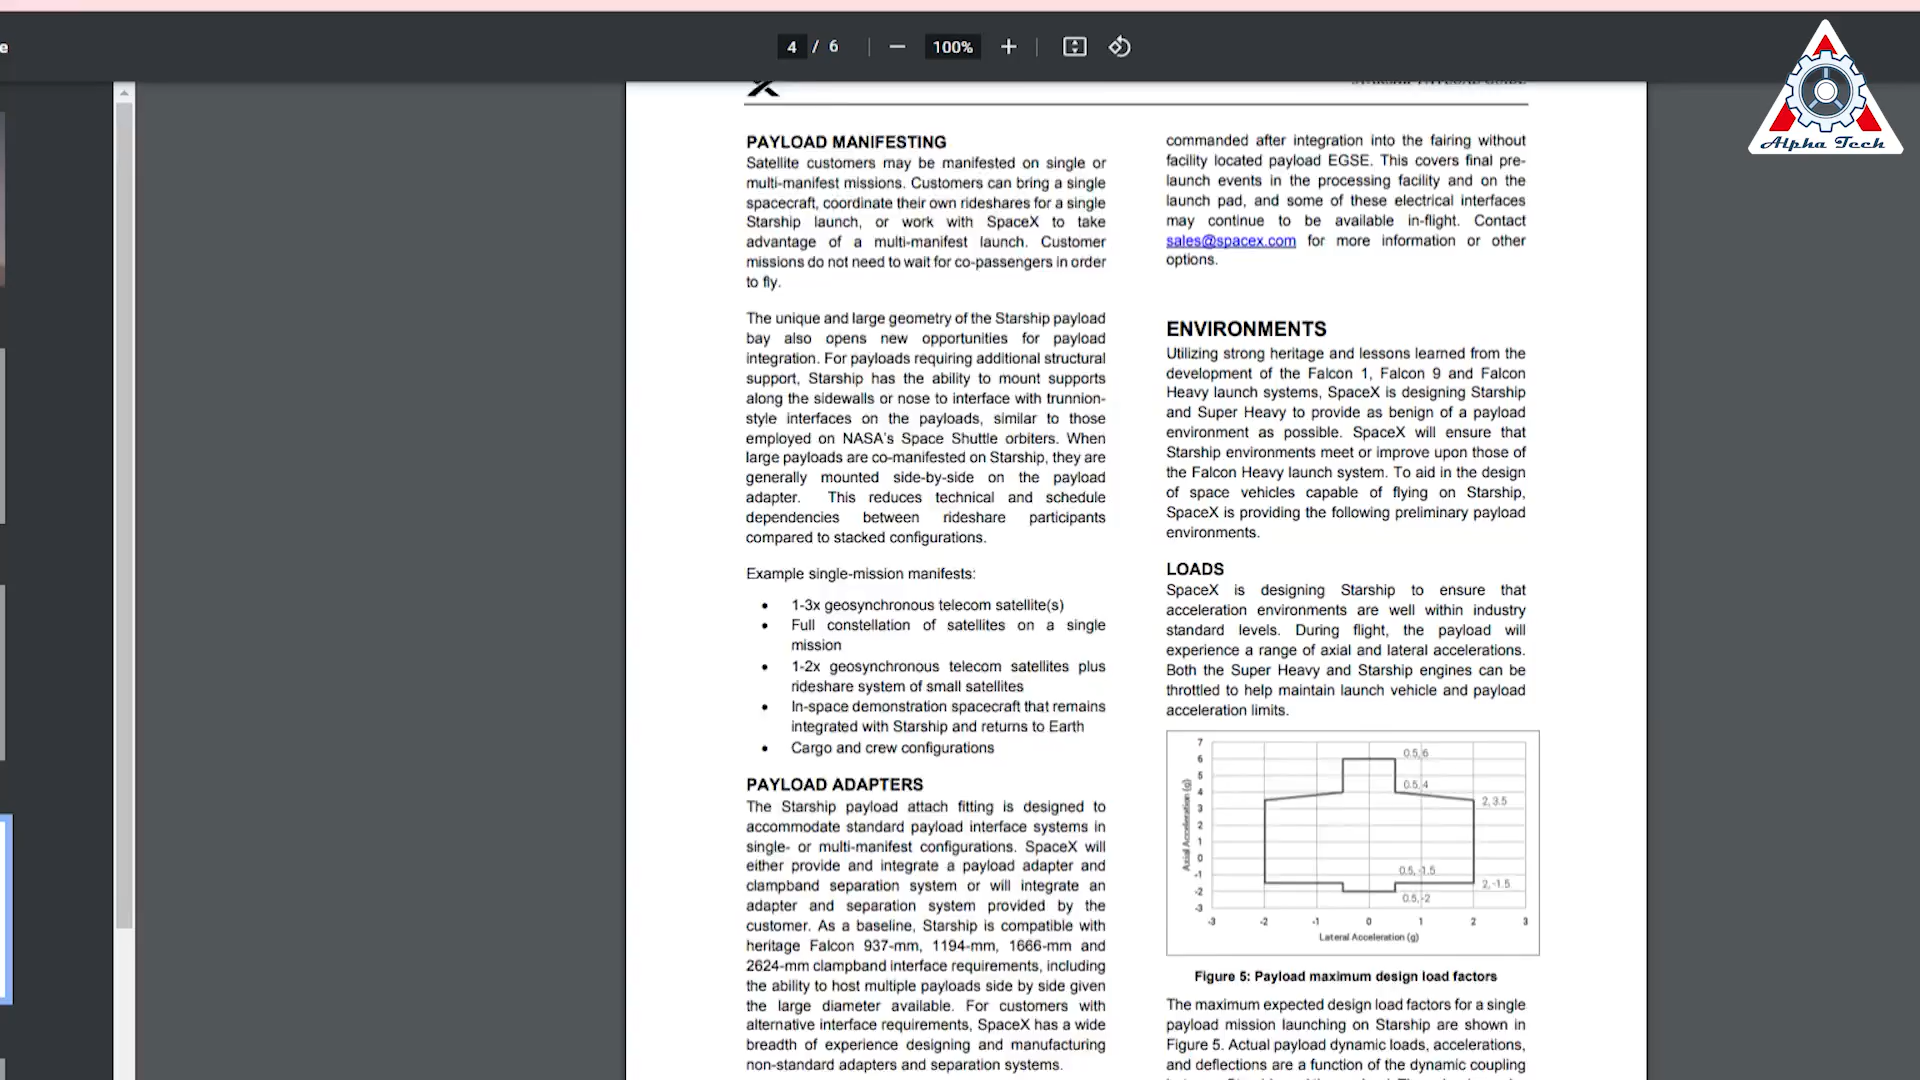 e
4 / 6
100%
Alpha Tech
STARSHIP PAYLOAD GUIDE
PAYLOAD MANIFESTING
Satellite customers may be manifested on single or
multi-manifest missions. Customers can bring a single
spacecraft, coordinate their own rideshares for a single
Starship launch, or work with SpaceX to take
advantage of a multi-manifest launch. Customer
missions do not need to wait for co-passengers in order
to fly.
The unique and large geometry of the Starship payload
bay also opens new opportunities for payload
integration. For payloads requiring additional structural
support, Starship has the ability to mount supports
along the sidewalls or nose to interface with trunnion-
style interfaces on the payloads, similar to those
employed on NASA's Space Shuttle orbiters. When
large payloads are co-manifested on Starship, they are
generally mounted side-by-side on the payload
adapter. This reduces technical and schedule
dependencies between rideshare participants
compared to stacked configurations.
Example single-mission manifests:
• 1-3x geosynchronous telecom satellite(s)
• Full constellation of satellites on a single
mission
• 1-2x geosynchronous telecom satellites plus
rideshare system of small satellites
• In-space demonstration spacecraft that remains
integrated with Starship and returns to Earth
• Cargo and crew configurations
PAYLOAD ADAPTERS
The Starship payload attach fitting is designed to
accommodate standard payload interface systems in
single- or multi-manifest configurations. SpaceX will
either provide and integrate a payload adapter and
clampband separation system or will integrate an
adapter and separation system provided by the
customer. As a baseline, Starship is compatible with
heritage Falcon 937-mm, 1194-mm, 1666-mm and
2624-mm clampband interface requirements, including
the ability to host multiple payloads side by side given
the large diameter available. For customers with
alternative interface requirements, SpaceX has a wide
breadth of experience designing and manufacturing
non-standard adapters and separation systems.
commanded after integration into the fairing without
facility located payload EGSE. This covers final pre-
launch events in the processing facility and on the
launch pad, and some of these electrical interfaces
may continue to be available in-flight. Contact
sales@spacex.com for more information or other
options.
ENVIRONMENTS
Utilizing strong heritage and lessons learned from the
development of the Falcon 1, Falcon 9 and Falcon
Heavy launch systems, SpaceX is designing Starship
and Super Heavy to provide as benign of a payload
environment as possible. SpaceX will ensure that
Starship environments meet or improve upon those of
the Falcon Heavy launch system. To aid in the design
of space vehicles capable of flying on Starship,
SpaceX is providing the following preliminary payload
environments.
LOADS
SpaceX is designing Starship to ensure that
acceleration environments are well within industry
standard levels. During flight, the payload will
experience a range of axial and lateral accelerations.
Both the Super Heavy and Starship engines can be
throttled to help maintain launch vehicle and payload
acceleration limits.
Axial Acceleration (g)
7
6
5
4
3
2
1
0
-1
-2
-3
0.5, 6
0.5, 4
2, 3.5
0.5, -1.5
2, -1.5
0.5, -2
-3 -2 -1 0 1 2 3
Lateral Acceleration (g)
Figure 5: Payload maximum design load factors
The maximum expected design load factors for a single
payload mission launching on Starship are shown in
Figure 5. Actual payload dynamic loads, accelerations,
and deflections are a function of the dynamic coupling